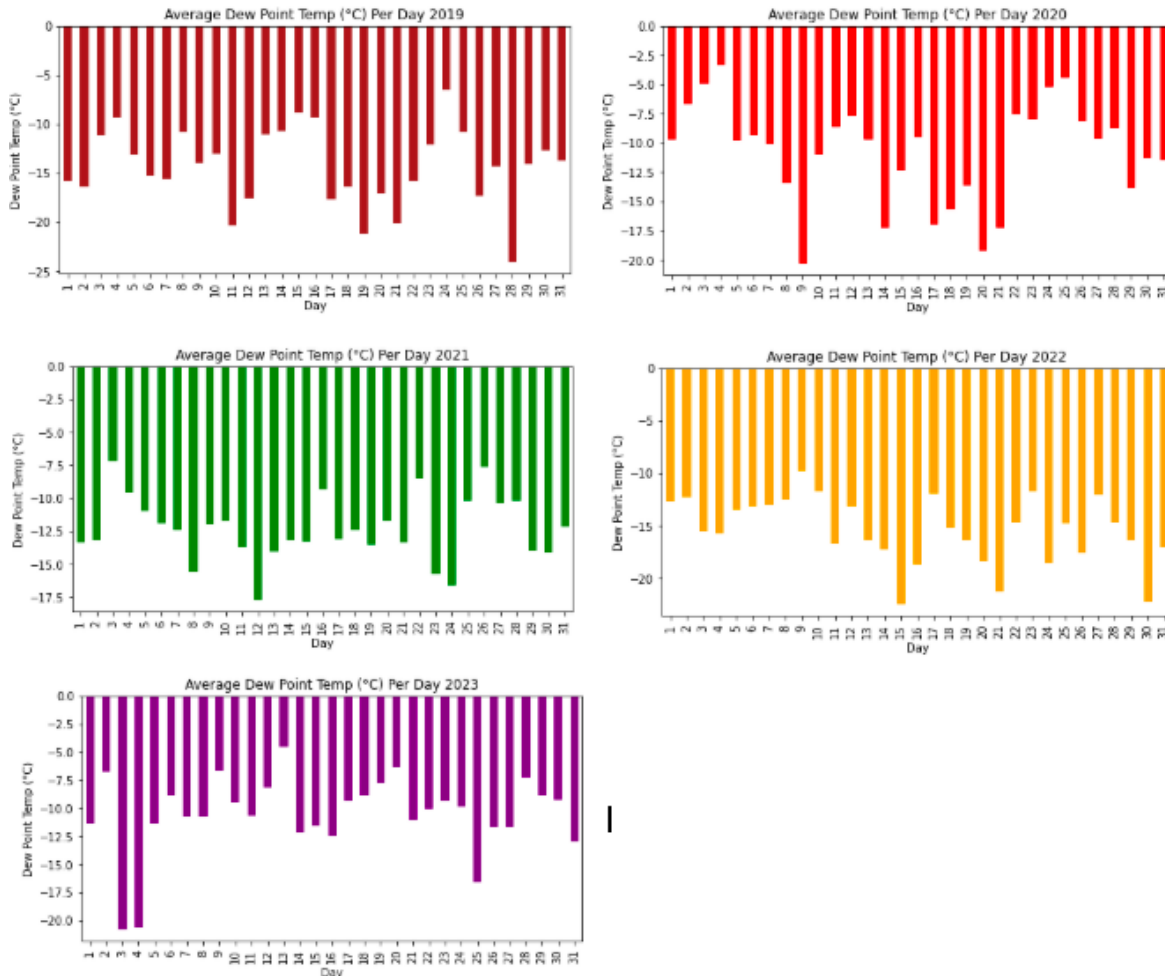 Average Dew Point Temp (°C) Per Day 2019
Dew Point Temp (°C)
0
−5
−10
−15
−20
−25
1 2 3 4 5 6 7 8 9 10 11 12 13 14 15 16 17 18 19 20 21 22 23 24 25 26 27 28 29 30 31
Day
Average Dew Point Temp (°C) Per Day 2020
Dew Point Temp (°C)
0.0
−2.5
−5.0
−7.5
−10.0
−12.5
−15.0
−17.5
−20.0
1 2 3 4 5 6 7 8 9 10 11 12 13 14 15 16 17 18 19 20 21 22 23 24 25 26 27 28 29 30 31
Day
Average Dew Point Temp (°C) Per Day 2021
Dew Point Temp (°C)
0.0
−2.5
−5.0
−7.5
−10.0
−12.5
−15.0
−17.5
1 2 3 4 5 6 7 8 9 10 11 12 13 14 15 16 17 18 19 20 21 22 23 24 25 26 27 28 29 30 31
Day
Average Dew Point Temp (°C) Per Day 2022
Dew Point Temp (°C)
0
−5
−10
−15
−20
1 2 3 4 5 6 7 8 9 10 11 12 13 14 15 16 17 18 19 20 21 22 23 24 25 26 27 28 29 30 31
Day
Average Dew Point Temp (°C) Per Day 2023
Dew Point Temp (°C)
0.0
−2.5
−5.0
−7.5
−10.0
−12.5
−15.0
−17.5
−20.0
1 2 3 4 5 6 7 8 9 10 11 12 13 14 15 16 17 18 19 20 21 22 23 24 25 26 27 28 29 30 31
Day